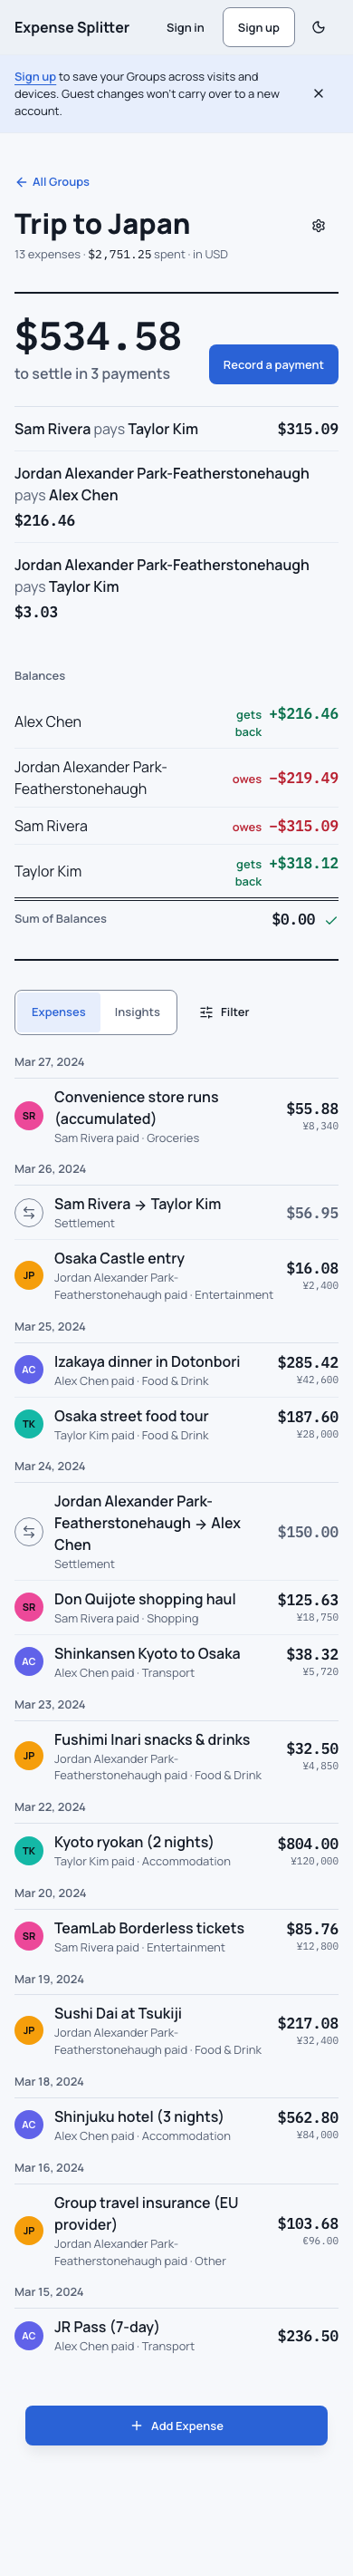 Expense Splitter
Sign in
Sign up
Sign up to save your Groups across visits and
devices. Guest changes won't carry over to a new
account.
All Groups
Trip to Japan
13 expenses · $2,751.25 spent · in USD
$534.58
to settle in 3 payments
Record a payment
Sam Rivera pays Taylor Kim $315.09
Jordan Alexander Park-Featherstonehaugh
pays Alex Chen
$216.46
Jordan Alexander Park-Featherstonehaugh
pays Taylor Kim
$3.03
Balances
Alex Chen
gets
back
+$216.46
Jordan Alexander Park-
Featherstonehaugh
owes −$219.49
Sam Rivera owes −$315.09
Taylor Kim
gets
back
+$318.12
Sum of Balances $0.00
Expenses
Insights
Filter
Mar 27, 2024
SR
Convenience store runs
(accumulated)
Sam Rivera paid · Groceries
$55.88
¥8,340
Mar 26, 2024
Sam Rivera → Taylor Kim
Settlement
$56.95
JP
Osaka Castle entry
Jordan Alexander Park-
Featherstonehaugh paid · Entertainment
$16.08
¥2,400
Mar 25, 2024
AC
Izakaya dinner in Dotonbori
Alex Chen paid · Food & Drink
$285.42
¥42,600
TK
Osaka street food tour
Taylor Kim paid · Food & Drink
$187.60
¥28,000
Mar 24, 2024
Jordan Alexander Park-
Featherstonehaugh → Alex
Chen
Settlement
$150.00
SR
Don Quijote shopping haul
Sam Rivera paid · Shopping
$125.63
¥18,750
AC
Shinkansen Kyoto to Osaka
Alex Chen paid · Transport
$38.32
¥5,720
Mar 23, 2024
JP
Fushimi Inari snacks & drinks
Jordan Alexander Park-
Featherstonehaugh paid · Food & Drink
$32.50
¥4,850
Mar 22, 2024
TK
Kyoto ryokan (2 nights)
Taylor Kim paid · Accommodation
$804.00
¥120,000
Mar 20, 2024
SR
TeamLab Borderless tickets
Sam Rivera paid · Entertainment
$85.76
¥12,800
Mar 19, 2024
JP
Sushi Dai at Tsukiji
Jordan Alexander Park-
Featherstonehaugh paid · Food & Drink
$217.08
¥32,400
Mar 18, 2024
AC
Shinjuku hotel (3 nights)
Alex Chen paid · Accommodation
$562.80
¥84,000
Mar 16, 2024
JP
Group travel insurance (EU
provider)
Jordan Alexander Park-
Featherstonehaugh paid · Other
$103.68
€96.00
Mar 15, 2024
AC
JR Pass (7-day)
Alex Chen paid · Transport
$236.50
Add Expense